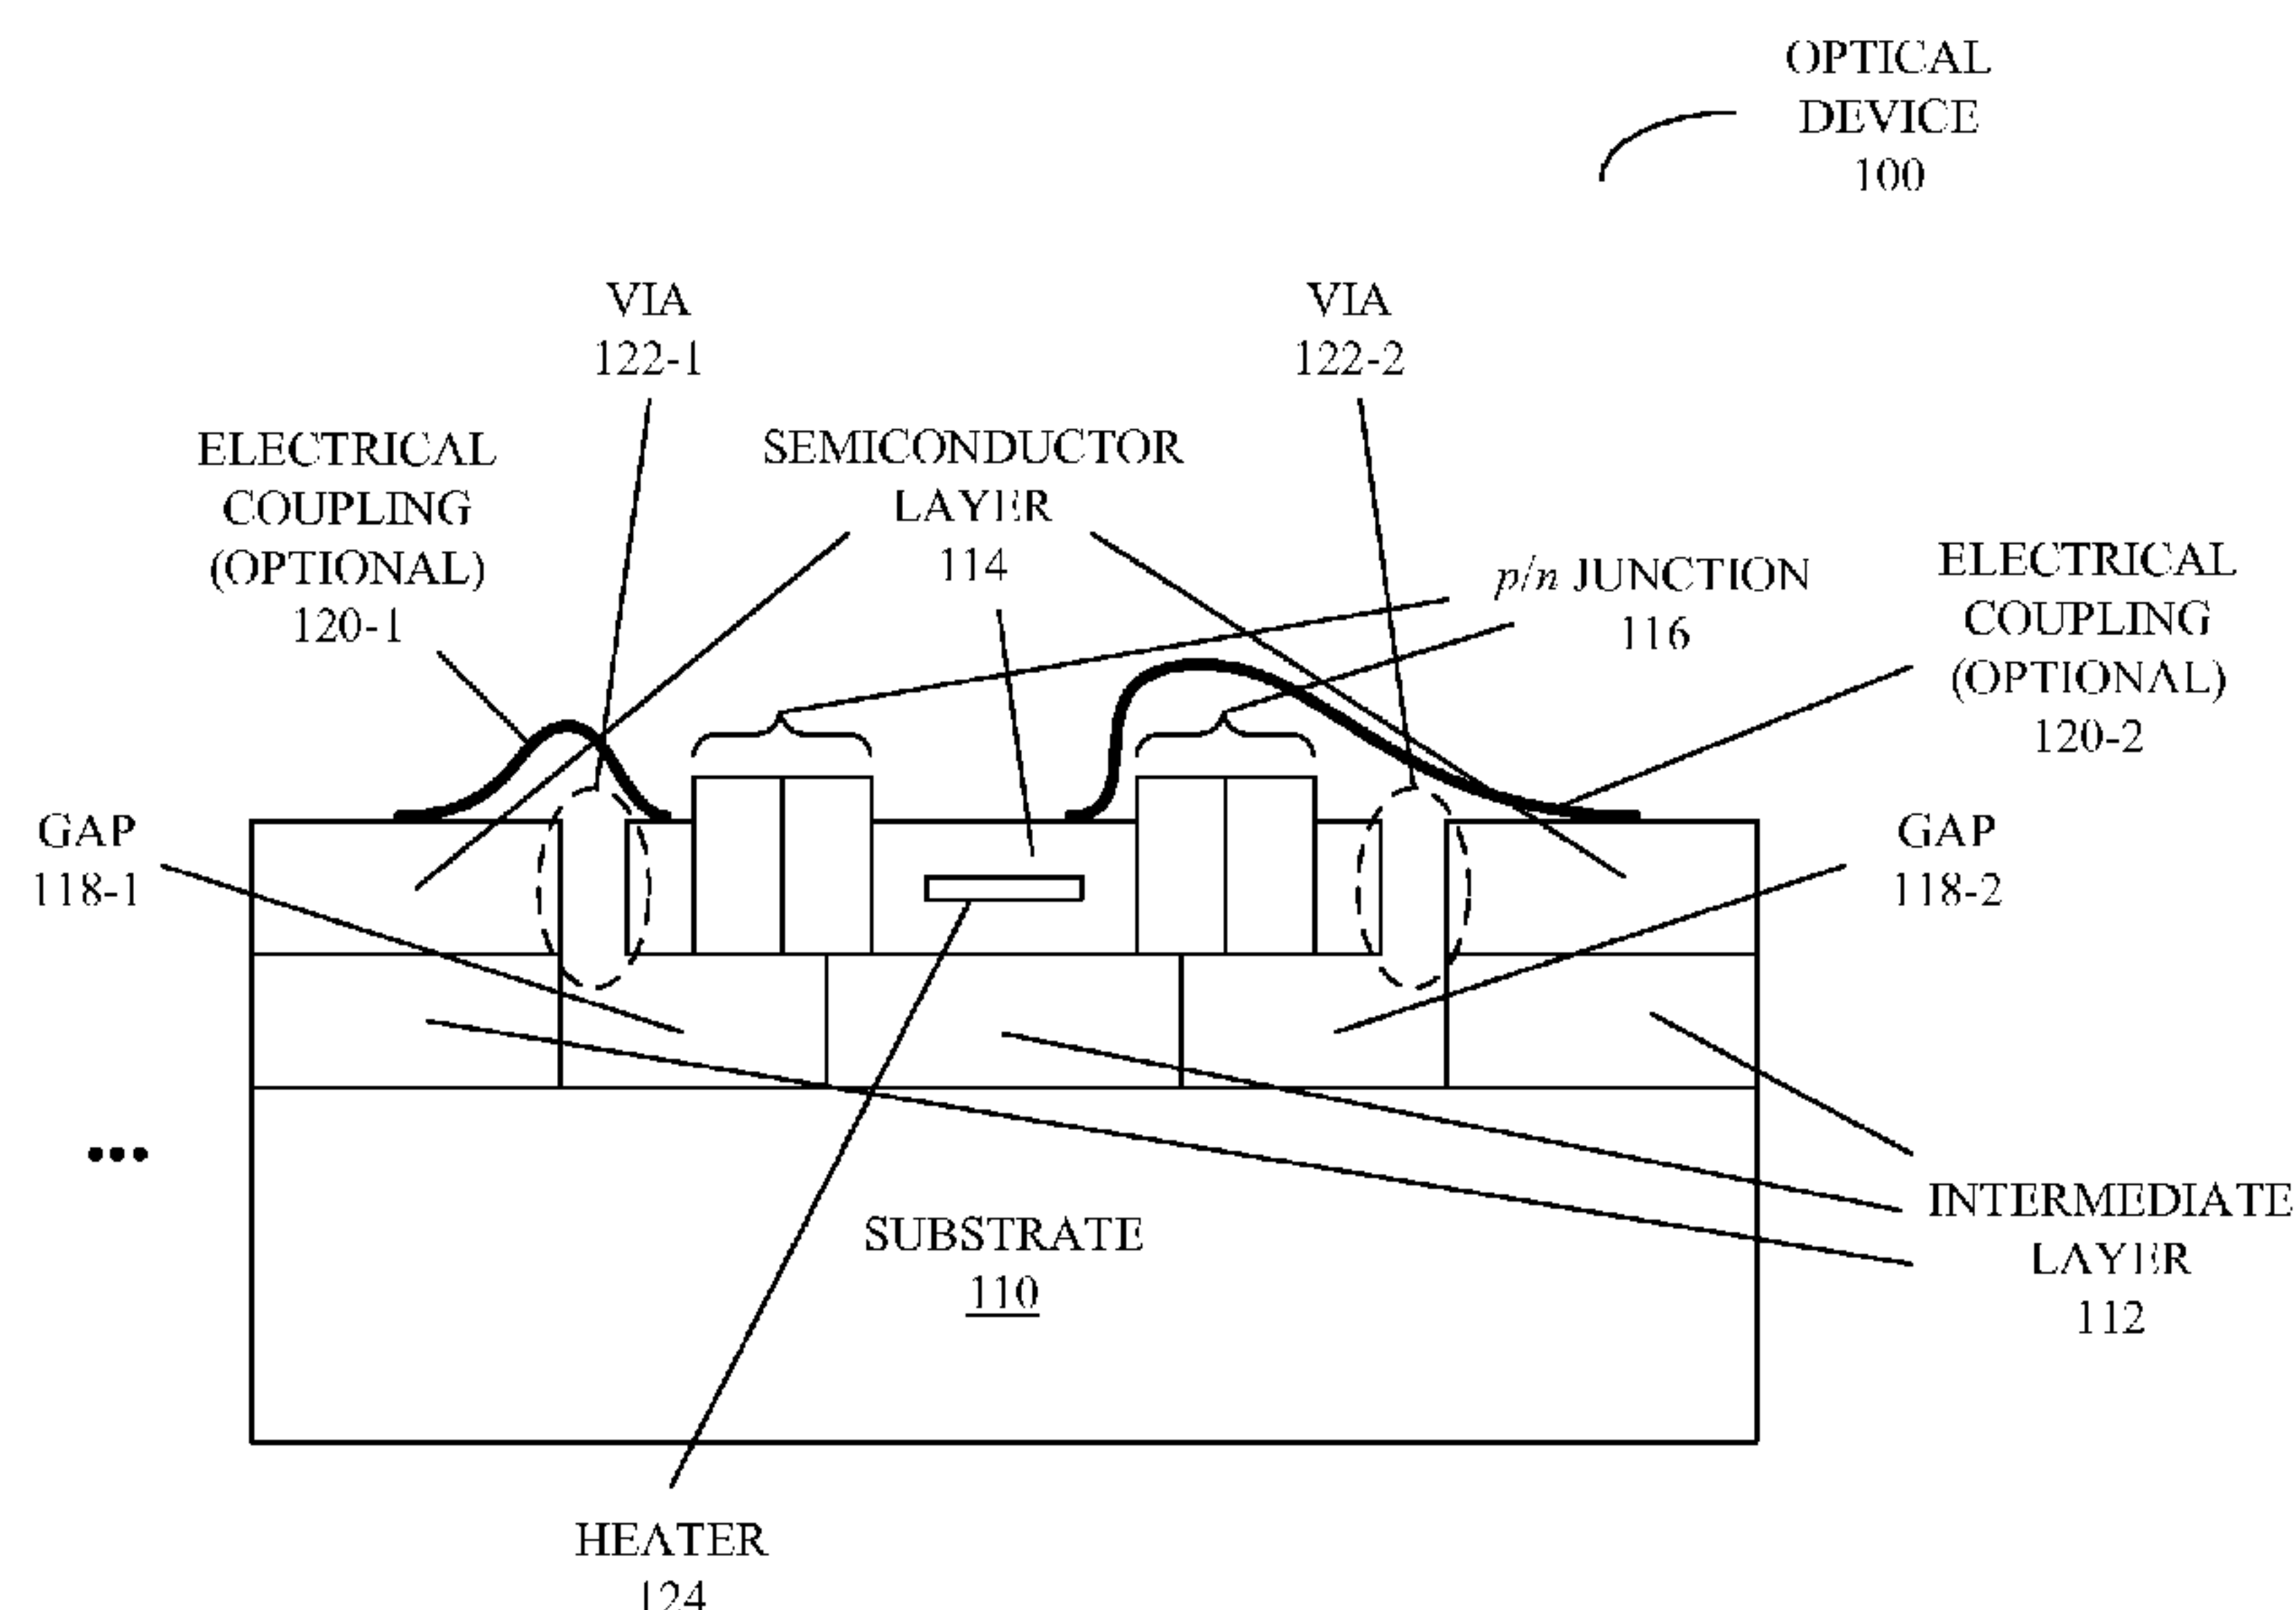 OPTICAL
DEVICE
100
VIA
122-1
VIA
122-2
ELECTRICAL
COUPLING
(OPTIONAL)
120-1
SEMICONDUCTOR
LAYER
114
p/n JUNCTION
116
ELECTRICAL
COUPLING
(OPTIONAL)
120-2
GAP
118-1
GAP
118-2
...
SUBSTRATE
110
INTERMEDIATE
LAYER
112
HEATER
124